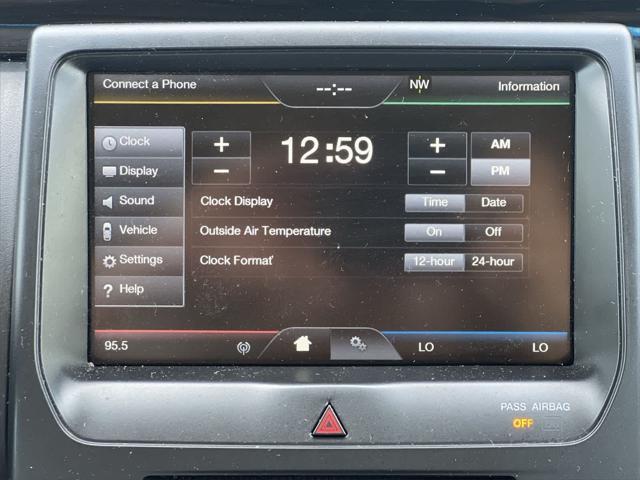 Connect a Phone --:-- NW Information
Clock + 12:59 + AM
Display − − PM
Sound Clock Display Time Date
Vehicle Outside Air Temperature On Off
Settings Clock Format 12-hour 24-hour
? Help
95.5 LO LO
PASS AIRBAG
OFF